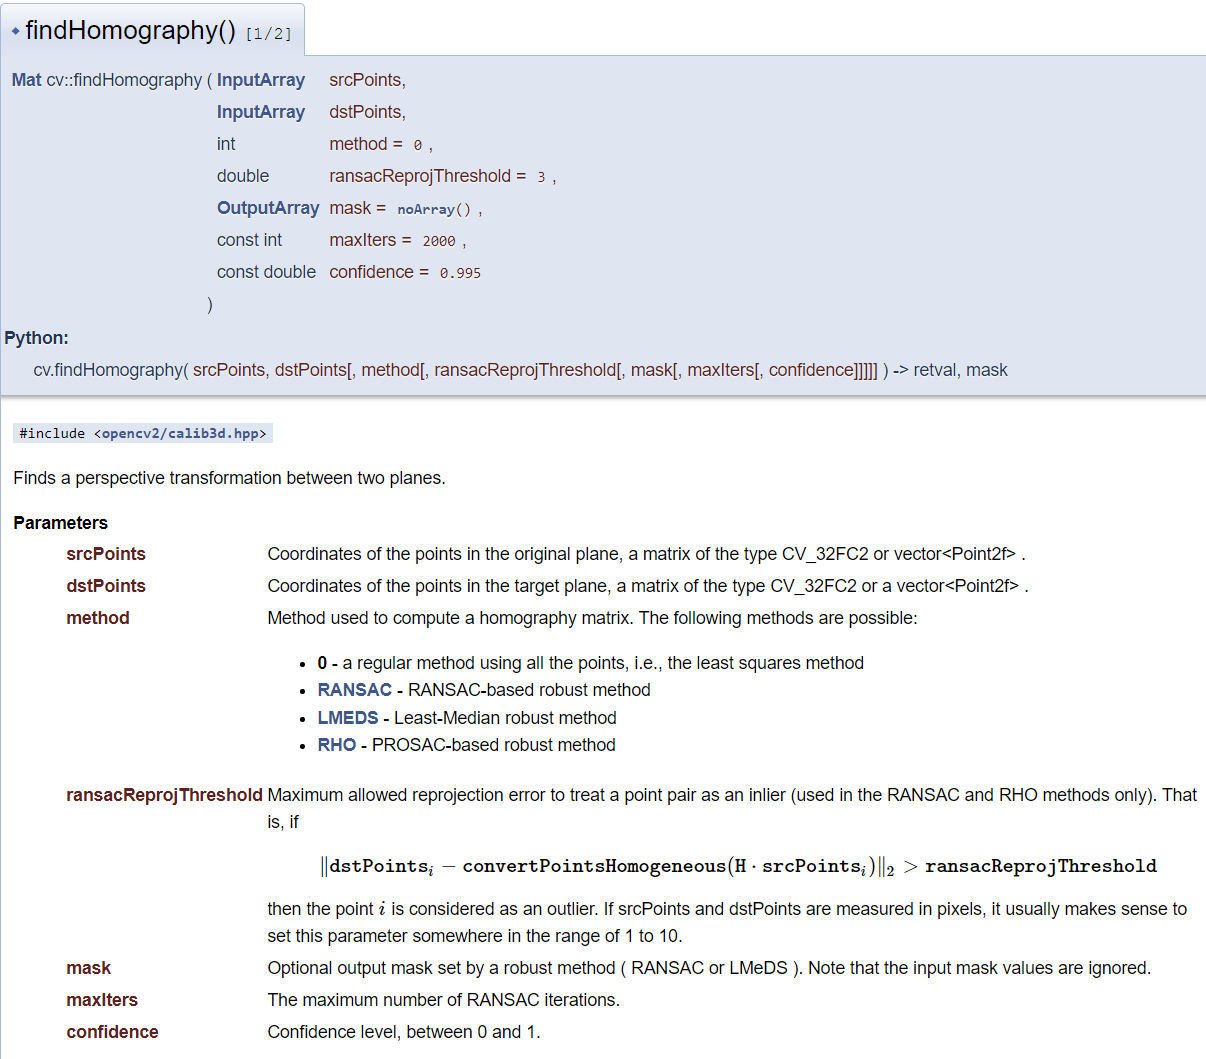 ◆ findHomography() [1/2]
Mat cv::findHomography ( InputArray srcPoints,
InputArray dstPoints,
int method = 0 ,
double ransacReprojThreshold = 3 ,
OutputArray mask = noArray() ,
const int maxIters = 2000 ,
const double confidence = 0.995
)
Python:
cv.findHomography( srcPoints, dstPoints[, method[, ransacReprojThreshold[, mask[, maxIters[, confidence]]]]] ) -> retval, mask
#include <opencv2/calib3d.hpp>
Finds a perspective transformation between two planes.
Parameters
srcPoints Coordinates of the points in the original plane, a matrix of the type CV_32FC2 or vector<Point2f> .
dstPoints Coordinates of the points in the target plane, a matrix of the type CV_32FC2 or a vector<Point2f> .
method Method used to compute a homography matrix. The following methods are possible:
• 0 - a regular method using all the points, i.e., the least squares method
• RANSAC - RANSAC-based robust method
• LMEDS - Least-Median robust method
• RHO - PROSAC-based robust method
ransacReprojThreshold Maximum allowed reprojection error to treat a point pair as an inlier (used in the RANSAC and RHO methods only). That
is, if
‖dstPointsᵢ − convertPointsHomogeneous(H · srcPointsᵢ)‖₂ > ransacReprojThreshold
then the point i is considered as an outlier. If srcPoints and dstPoints are measured in pixels, it usually makes sense to
set this parameter somewhere in the range of 1 to 10.
mask Optional output mask set by a robust method ( RANSAC or LMeDS ). Note that the input mask values are ignored.
maxIters The maximum number of RANSAC iterations.
confidence Confidence level, between 0 and 1.